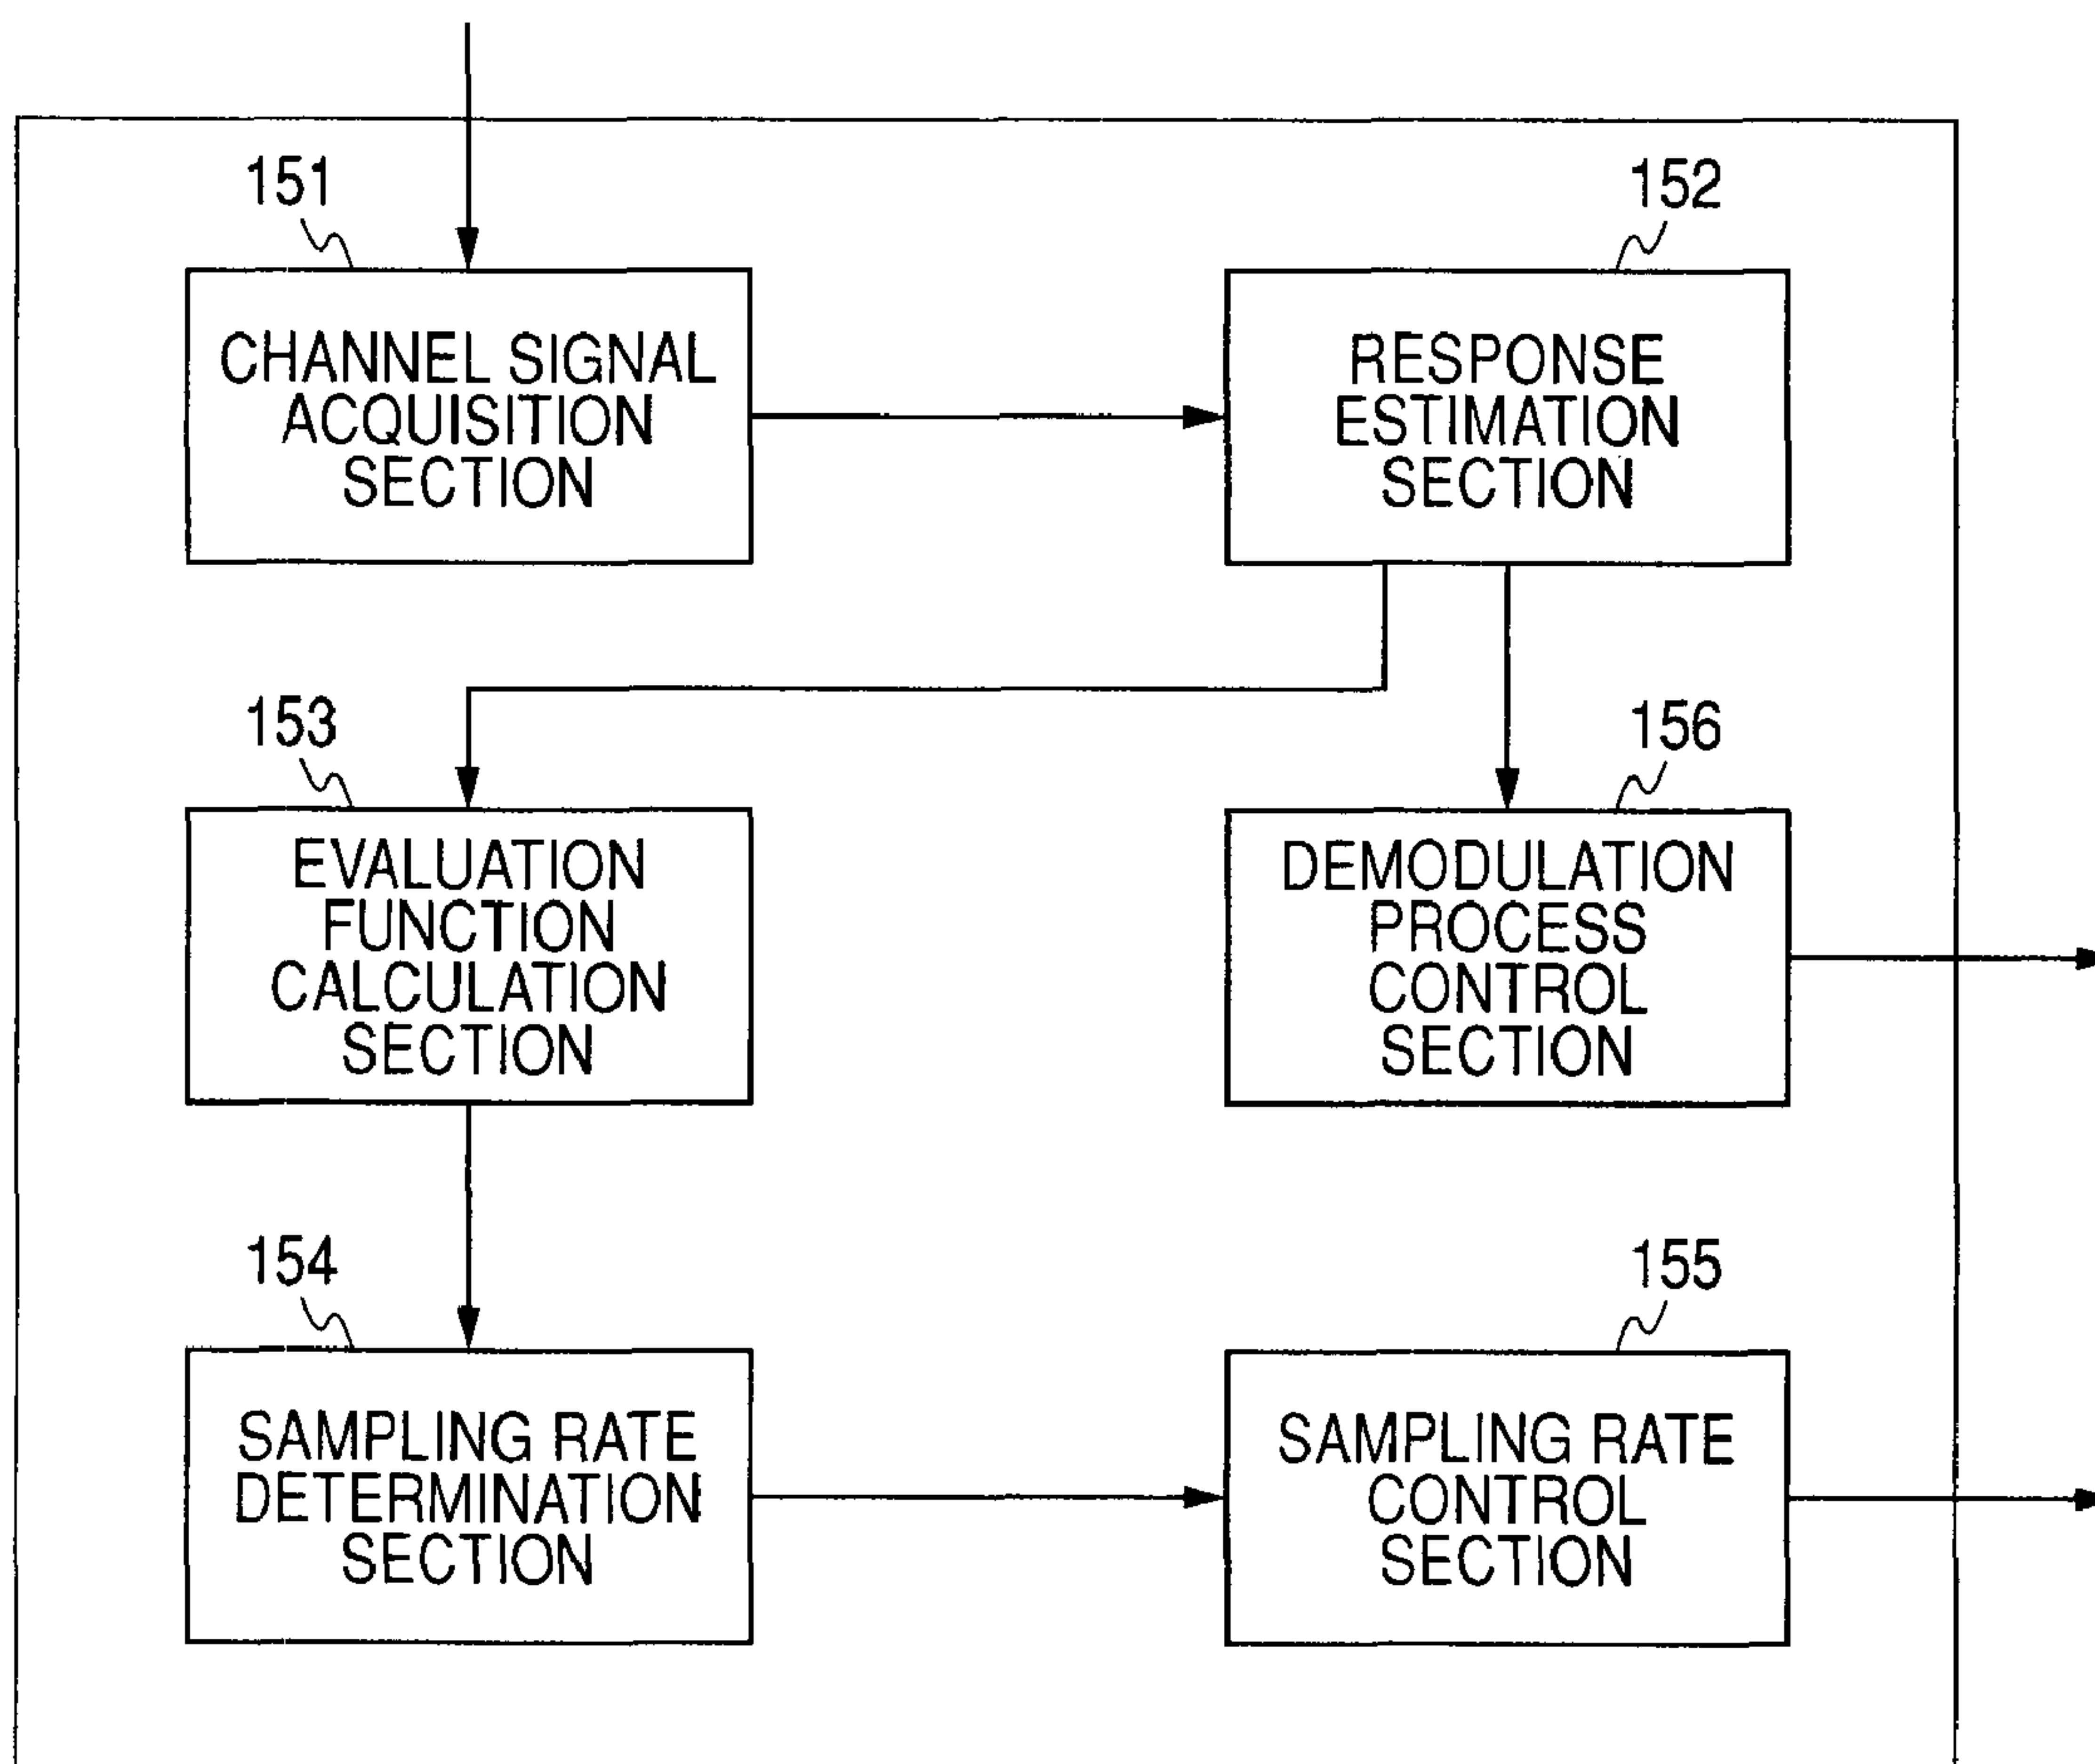 151
CHANNEL SIGNAL
ACQUISITION
SECTION
152
RESPONSE
ESTIMATION
SECTION
153
EVALUATION
FUNCTION
CALCULATION
SECTION
156
DEMODULATION
PROCESS
CONTROL
SECTION
154
SAMPLING RATE
DETERMINATION
SECTION
155
SAMPLING RATE
CONTROL
SECTION